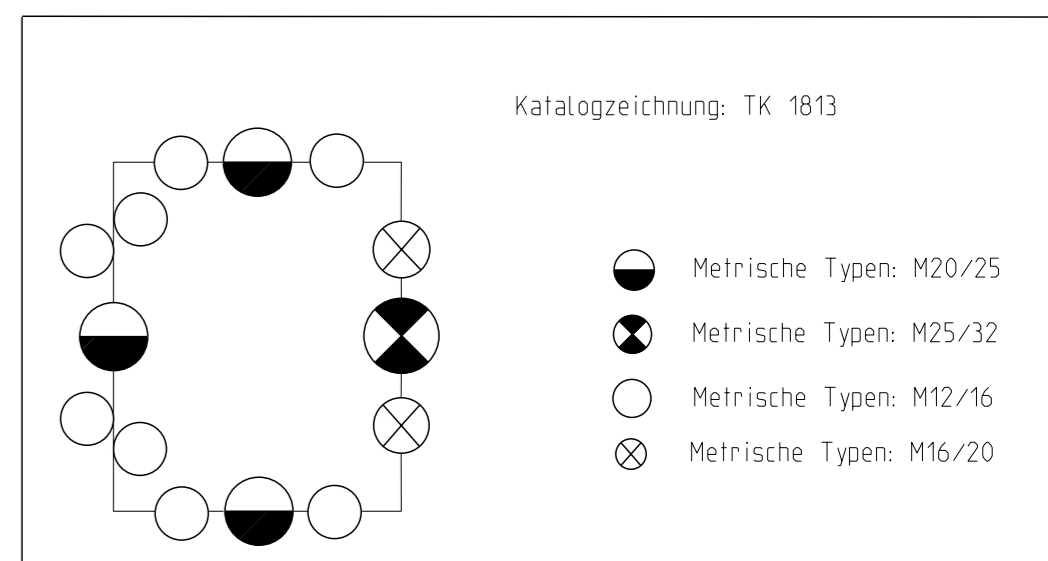 Katalogzeichnung: TK 1813
Metrische Typen: M20/25
Metrische Typen: M25/32
Metrische Typen: M12/16
Metrische Typen: M16/20